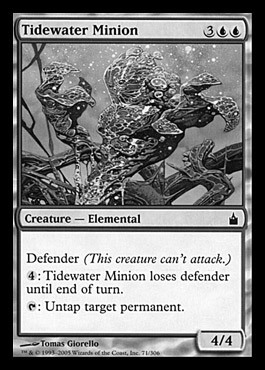 Tidewater Minion 3UU
Creature — Elemental
Defender (This creature can't attack.)
4: Tidewater Minion loses defender
until end of turn.
: Untap target permanent.
Tomas Giorello
™ & © 1993–2005 Wizards of the Coast, Inc. 71/306
4/4